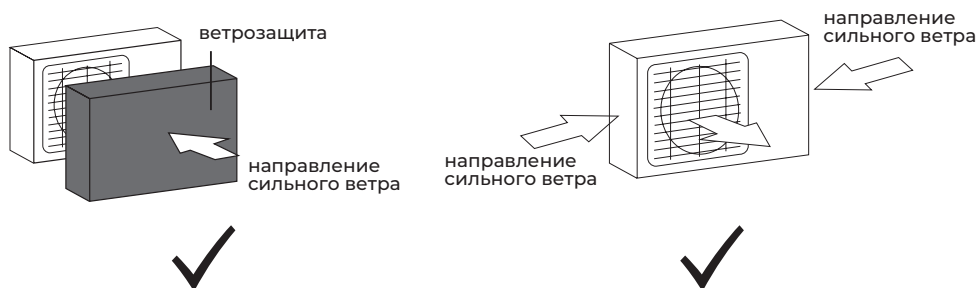 ветрозащита
направление
сильного ветра
направление
сильного ветра
направление
сильного ветра